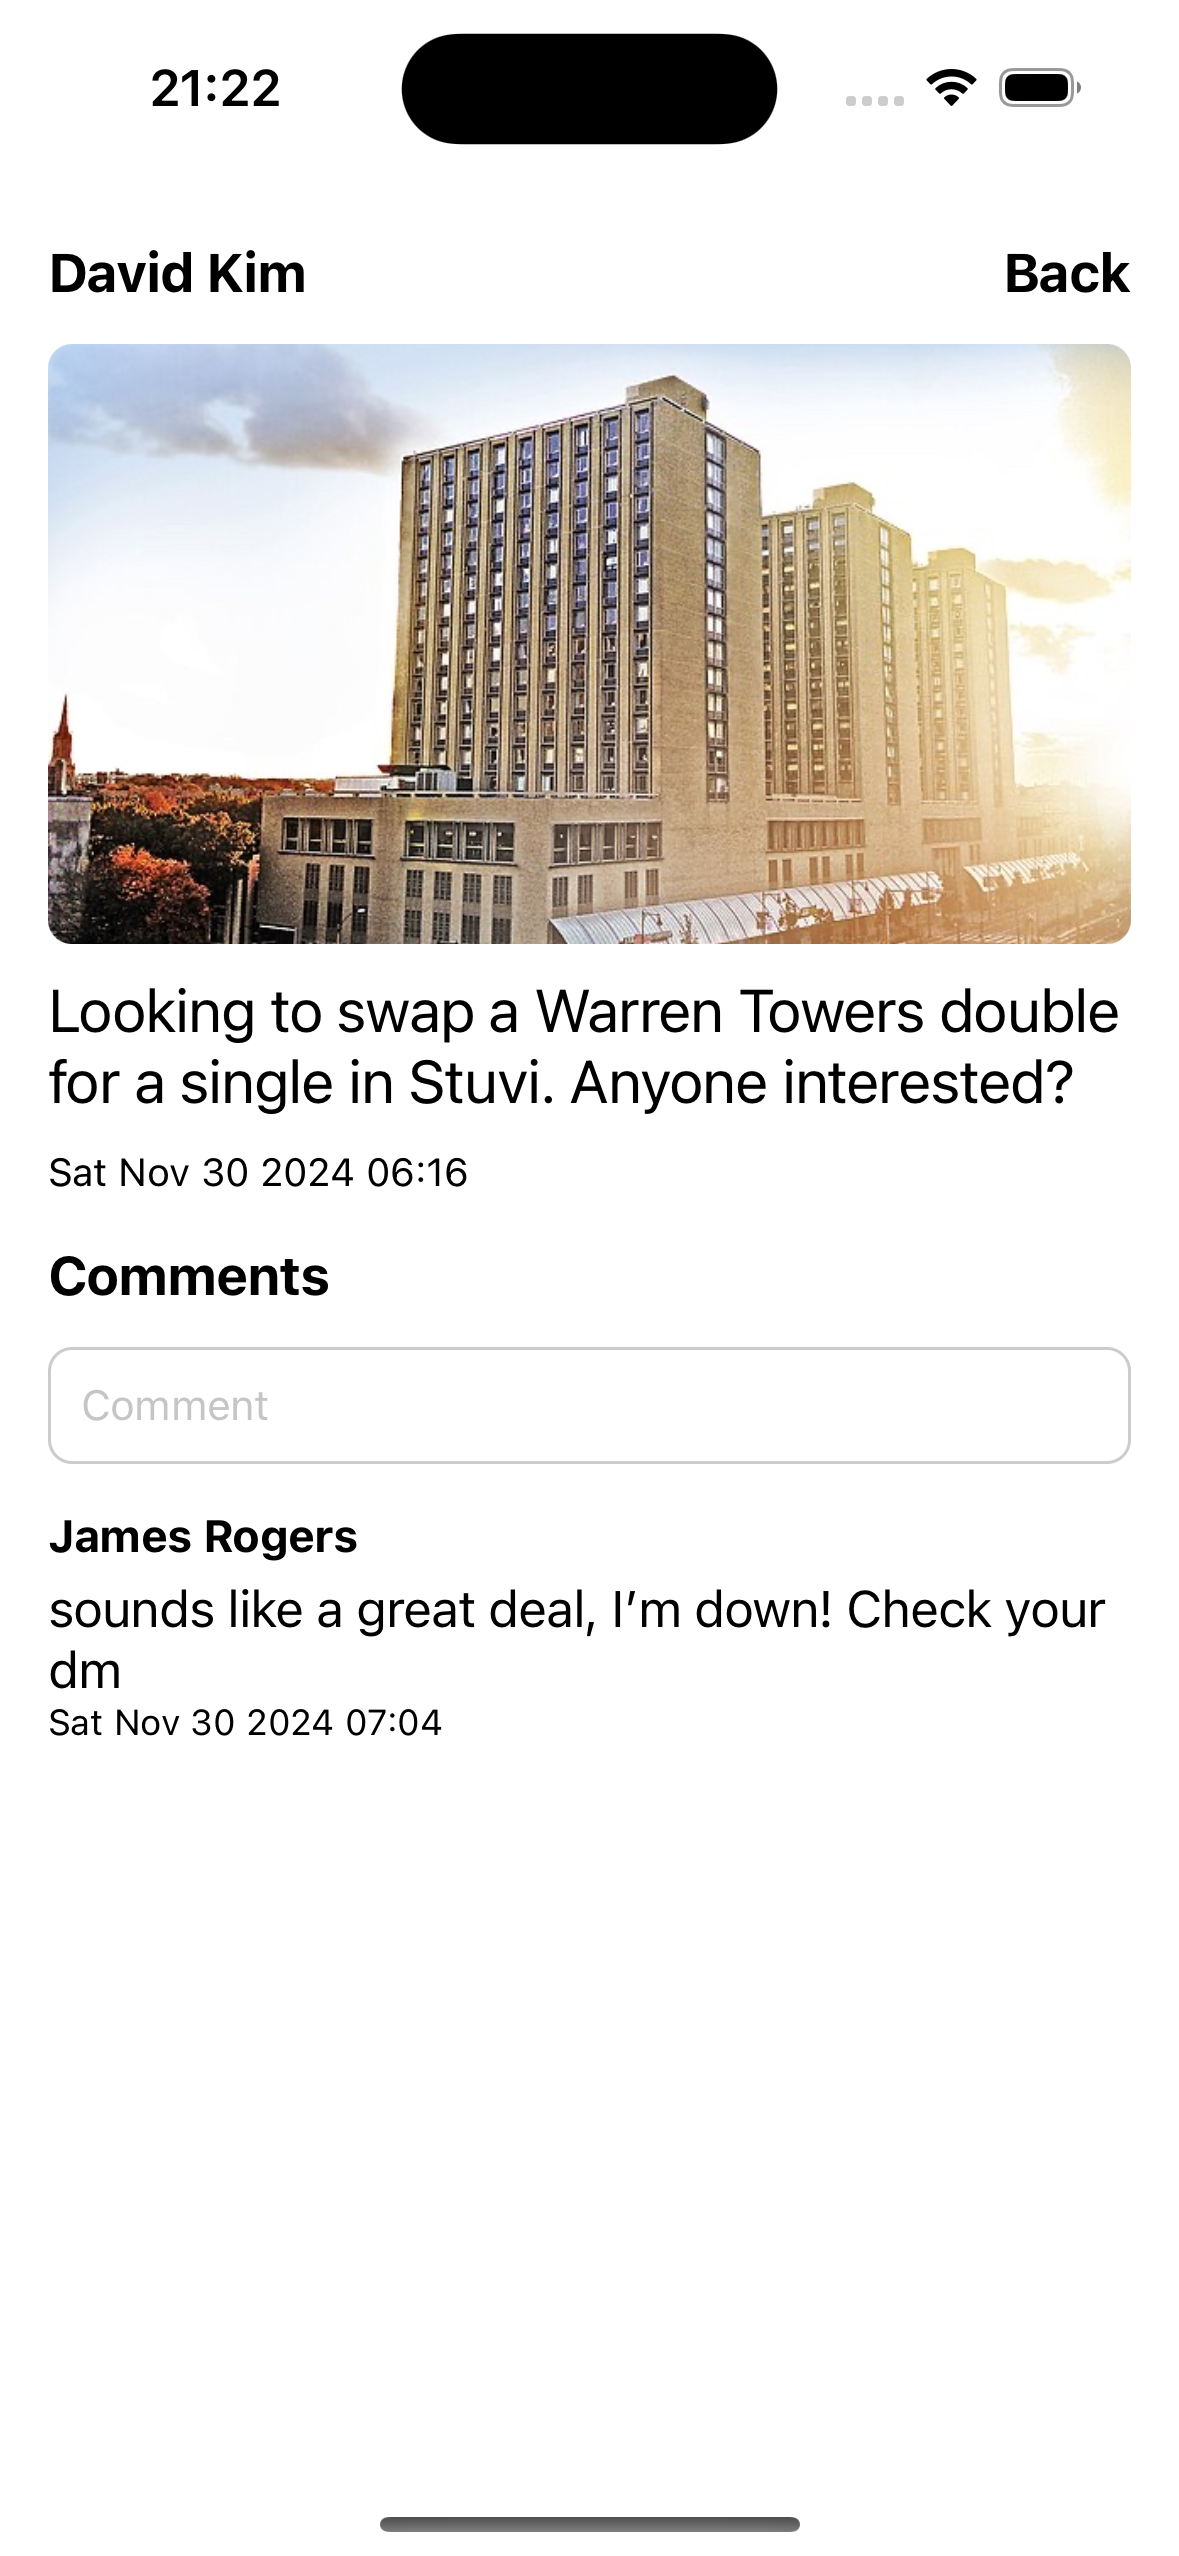 21:22
David Kim
Back
Looking to swap a Warren Towers double
for a single in Stuvi. Anyone interested?
Sat Nov 30 2024 06:16
Comments
Comment
James Rogers
sounds like a great deal, I’m down! Check your
dm
Sat Nov 30 2024 07:04